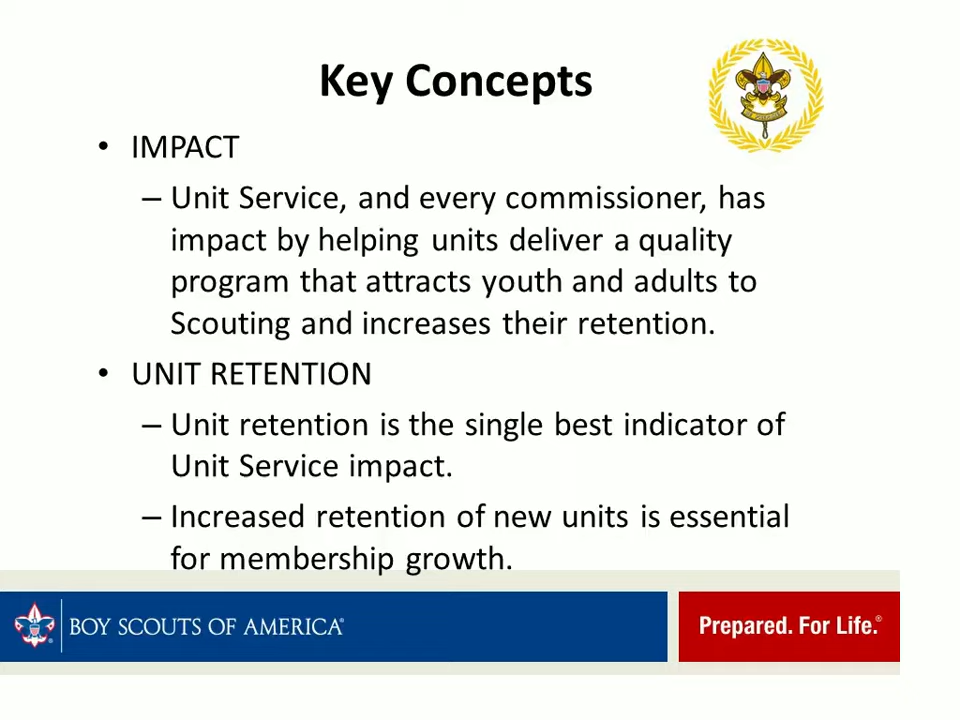 Key Concepts
• IMPACT
– Unit Service, and every commissioner, has
impact by helping units deliver a quality
program that attracts youth and adults to
Scouting and increases their retention.
• UNIT RETENTION
– Unit retention is the single best indicator of
Unit Service impact.
– Increased retention of new units is essential
for membership growth.
BOY SCOUTS OF AMERICA®
Prepared. For Life.®